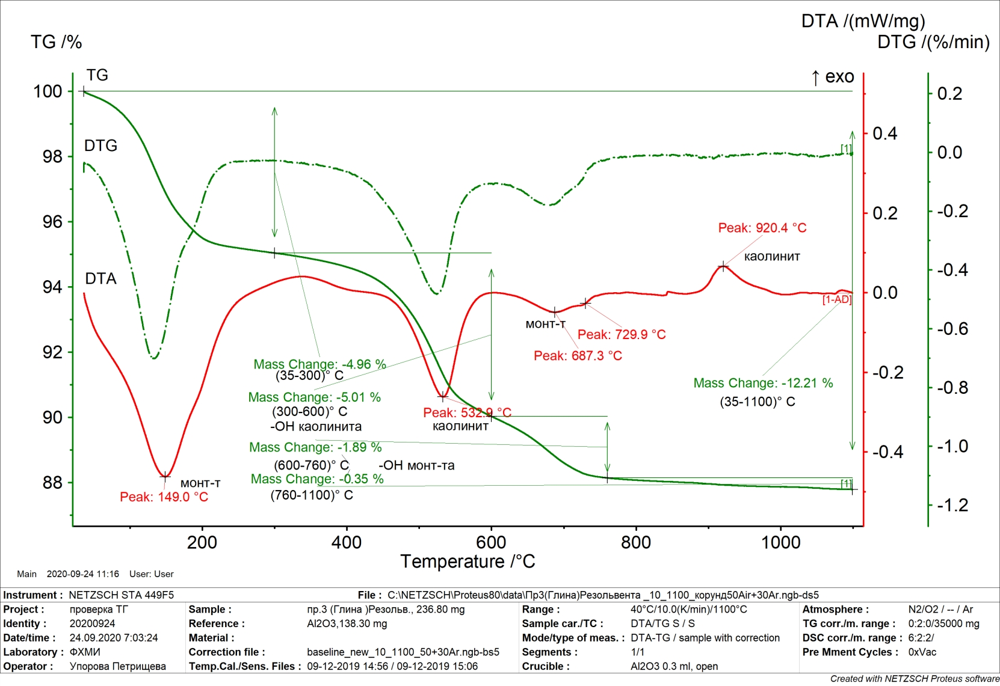 DTA /(mW/mg)
TG /%
DTG /(%/min)
↑ exo
TG
100
98
96
94
92
90
88
DTG
DTA
0.4
0.2
0.0
-0.2
-0.4
0.2
0.0
-0.2
-0.4
-0.6
-0.8
-1.0
-1.2
[1]
Peak: 920.4 °C
каолинит
[1-AD]
монт-т
Peak: 729.9 °C
Peak: 687.3 °C
Mass Change: -4.96 %
(35-300)° C
Mass Change: -12.21 %
(35-1100)° C
Mass Change: -5.01 %
(300-600)° C
-OH каолинита
Peak: 532.9 °C
каолинит
Mass Change: -1.89 %
(600-760)° C
-OH монт-та
Mass Change: -0.35 %
(760-1100)° C
[1]
монт-т
Peak: 149.0 °C
200
400
600
800
1000
Temperature /°C
Main 2020-09-24 11:16 User: User
Instrument : NETZSCH STA 449F5 File : C:\NETZSCH\Proteus80\data\Пр3(Глина)Резольвента _10_1100_корунд50Air+30Ar.ngb-ds5
Project : проверка ТГ Sample : пр.3 (Глина )Резольв., 236.80 mg Range : 40°C/10.0(K/min)/1100°C Atmosphere : N2/O2 / -- / Ar
Identity : 20200924 Reference : Al2O3,138.30 mg Sample car./TC : DTA/TG S / S TG corr./m. range : 0:2:0/35000 mg
Date/time : 24.09.2020 7:03:24 Material : Mode/type of meas. : DTA-TG / sample with correction DSC corr./m. range : 6:2:2/
Laboratory : ФХМИ Correction file : baseline_new_10_1100_50+30Ar.ngb-bs5 Segments : 1/1 Pre Mment Cycles : 0xVac
Operator : Упорова Петрищева Temp.Cal./Sens. Files : 09-12-2019 14:56 / 09-12-2019 15:06 Crucible : Al2O3 0.3 ml, open
Created with NETZSCH Proteus software